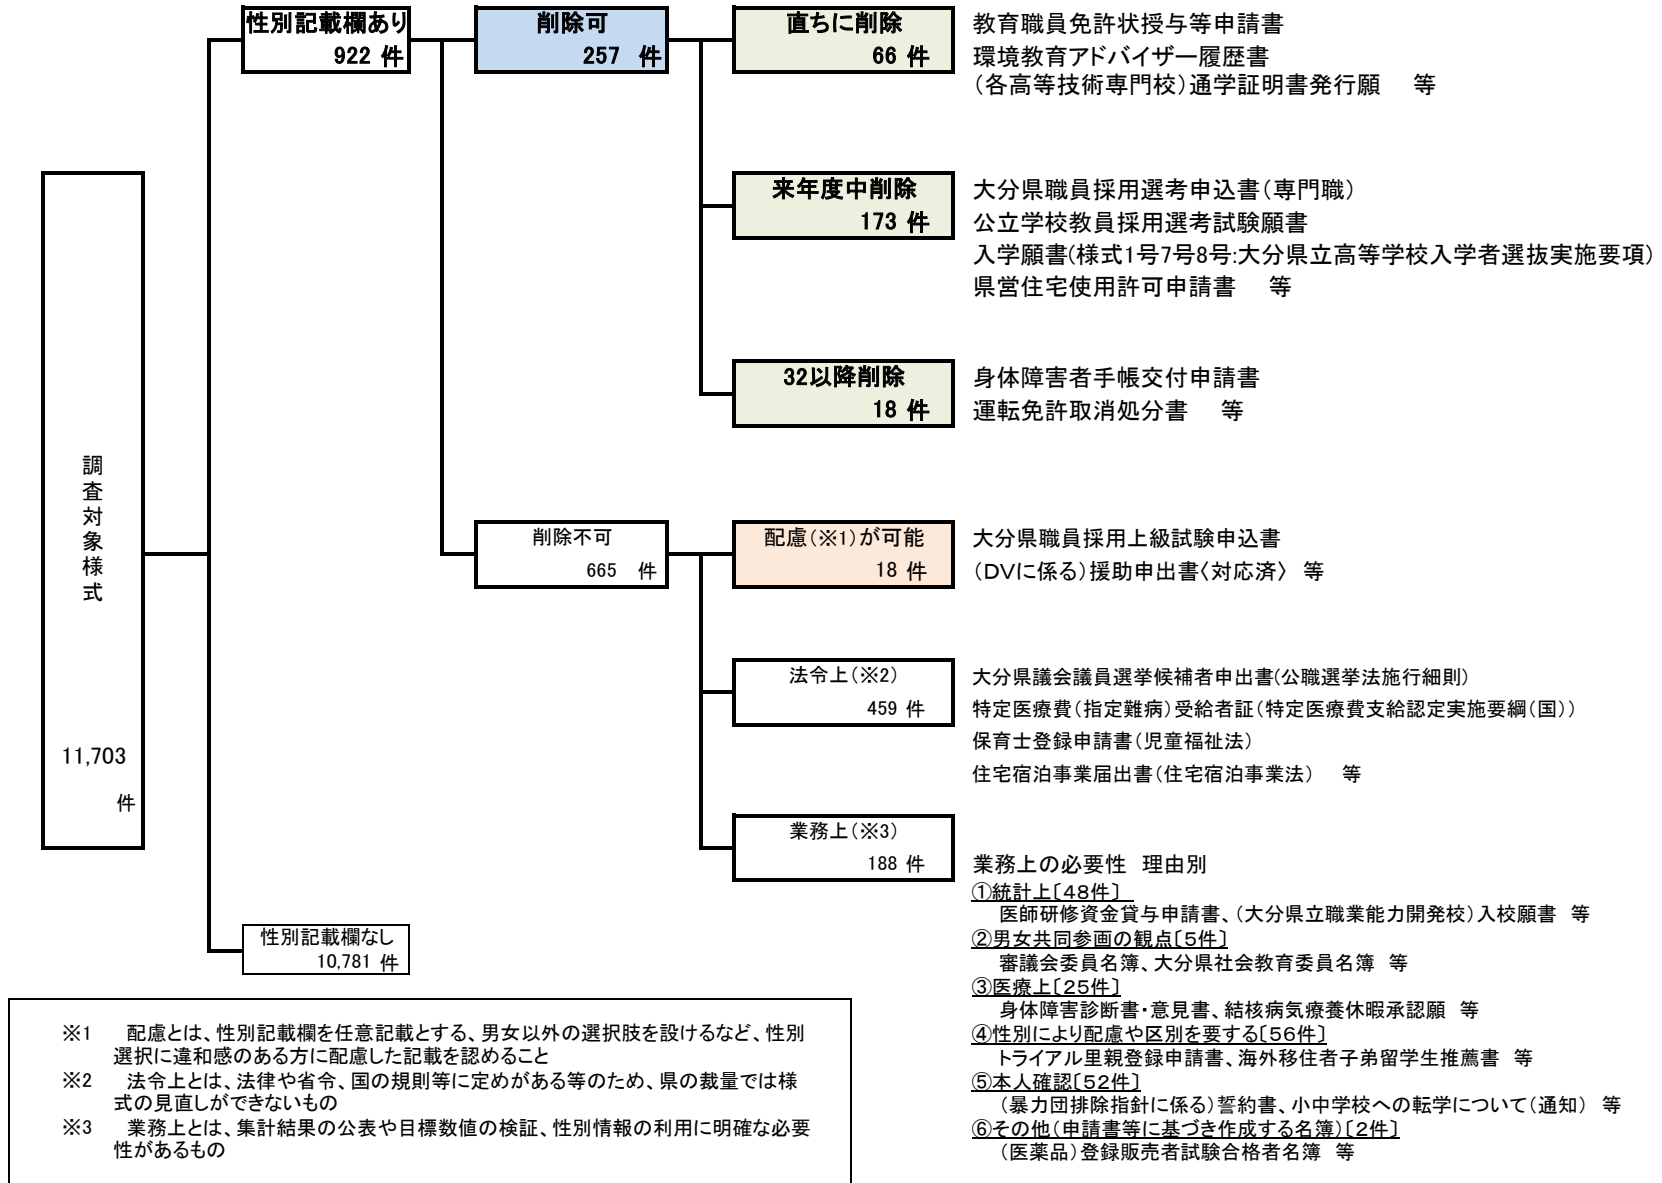 性別記載欄あり
922 件
削除可
257 件
直ちに削除
66 件
教育職員免許状授与等申請書
環境教育アドバイザー履歴書
(各高等技術専門校)通学証明書発行願 等
来年度中削除
173 件
大分県職員採用選考申込書(専門職)
公立学校教員採用選考試験願書
入学願書(様式1号7号8号:大分県立高等学校入学者選抜実施要項)
県営住宅使用許可申請書 等
32以降削除
18 件
身体障害者手帳交付申請書
運転免許取消処分書 等
調査対象様式
11,703
件
削除不可
665 件
配慮(※1)が可能
18 件
大分県職員採用上級試験申込書
(DVに係る)援助申出書〈対応済〉 等
法令上(※2)
459 件
大分県議会議員選挙候補者申出書(公職選挙法施行細則)
特定医療費(指定難病)受給者証(特定医療費支給認定実施要綱(国))
保育士登録申請書(児童福祉法)
住宅宿泊事業届出書(住宅宿泊事業法) 等
業務上(※3)
188 件
業務上の必要性 理由別
①統計上〔48件〕
医師研修資金貸与申請書、(大分県立職業能力開発校)入校願書 等
②男女共同参画の観点〔5件〕
審議会委員名簿、大分県社会教育委員名簿 等
③医療上〔25件〕
身体障害診断書・意見書、結核病気療養休暇承認願 等
④性別により配慮や区別を要する〔56件〕
トライアル里親登録申請書、海外移住者子弟留学生推薦書 等
⑤本人確認〔52件〕
(暴力団排除指針に係る)誓約書、小中学校への転学について(通知) 等
⑥その他(申請書等に基づき作成する名簿)〔2件〕
(医薬品)登録販売者試験合格者名簿 等
性別記載欄なし
10,781 件
※1 配慮とは、性別記載欄を任意記載とする、男女以外の選択肢を設けるなど、性別
選択に違和感のある方に配慮した記載を認めること
※2 法令上とは、法律や省令、国の規則等に定めがある等のため、県の裁量では様
式の見直しができないもの
※3 業務上とは、集計結果の公表や目標数値の検証、性別情報の利用に明確な必要
性があるもの